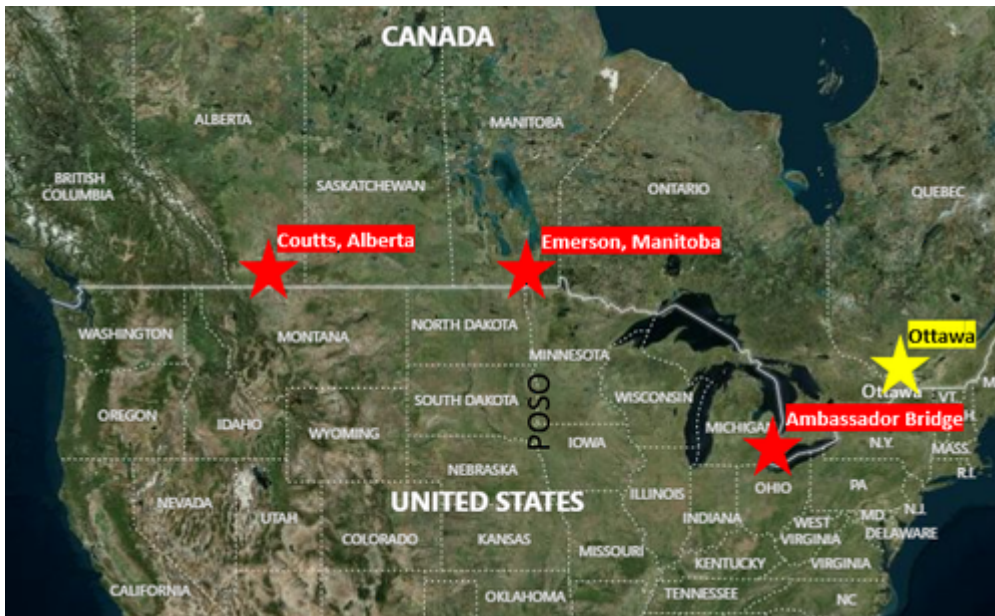 CANADA
ALBERTA
MANITOBA
BRITISH
COLUMBIA
SASKATCHEWAN
ONTARIO
QUEBEC
Coutts, Alberta
Emerson, Manitoba
WASHINGTON
MONTANA
NORTH DAKOTA
MINNESOTA
Ottawa
Ottawa
VT.
M
OREGON
IDAHO
SOUTH DAKOTA
WISCONSIN
POSO
WYOMING
MICHIGAN
Ambassador Bridge
H.
IOWA
N.Y.
MASS.
NEBRASKA
R.I.
NEVADA
UTAH
UNITED STATES
ILLINOIS
OHIO
PA
INDIANA
N.J.
MD.
WEST
VIRGINIA
DELAWARE
COLORADO
KANSAS
MISSOURI
KENTUCKY
VIRGINIA
CALIFORNIA
OKLAHOMA
TENNESSEE
NC